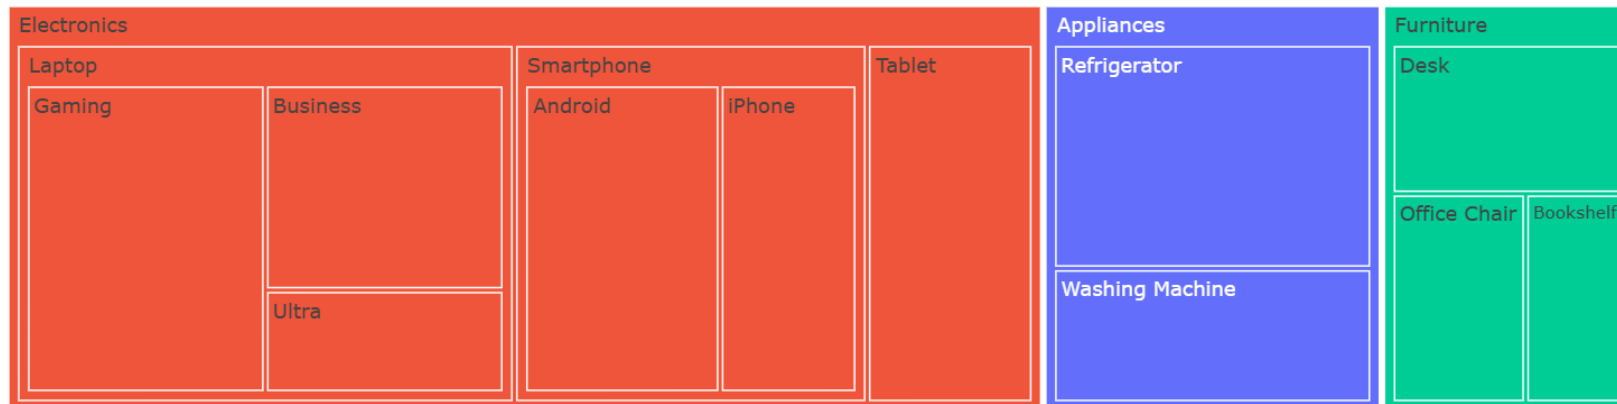 Electronics
Laptop
Gaming
Business
Ultra
Smartphone
Android
iPhone
Tablet
Appliances
Refrigerator
Washing Machine
Furniture
Desk
Office Chair
Bookshelf